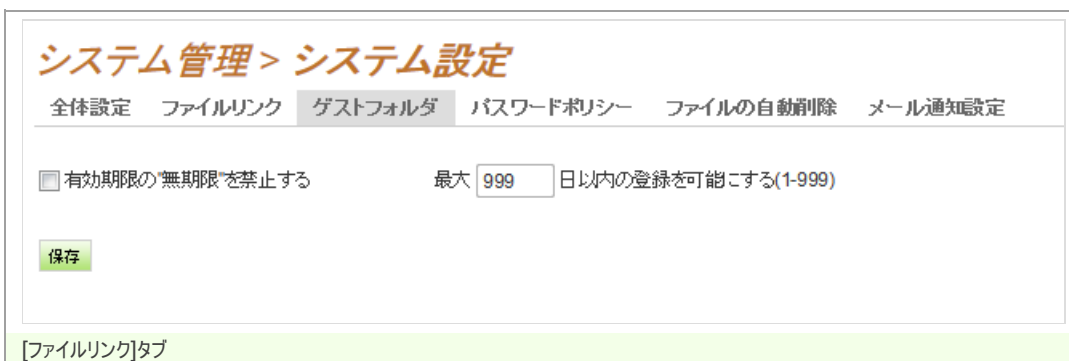 システム管理 > システム設定
全体設定 ファイルリンク ゲストフォルダ パスワードポリシー ファイルの自動削除 メール通知設定
有効期限の"無期限"を禁止する 最大 999 日以内の登録を可能にする(1-999)
保存
[ファイルリンク]タブ